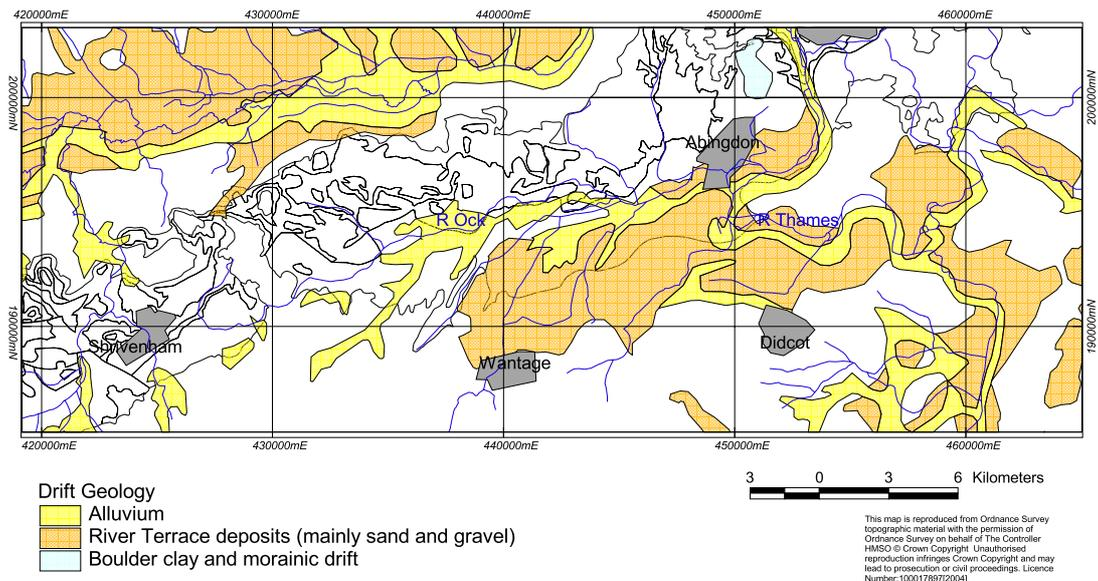 420000mE 430000mE 440000mE 450000mE 460000mE
200000mN 200000mN
Abingdon
R Ock R Thames
190000mN 190000mN
Shrivenham Didcot
Wantage
420000mE 430000mE 440000mE 450000mE 460000mE
3 0 3 6 Kilometers
Drift Geology
Alluvium
River Terrace deposits (mainly sand and gravel)
Boulder clay and morainic drift
This map is reproduced from Ordnance Survey
topographic material with the permission of
Ordnance Survey on behalf of The Controller
HMSO © Crown Copyright Unauthorised
reproduction infringes Crown Copyright and may
lead to prosecution or civil proceedings. Licence
Number:100017897[2004]